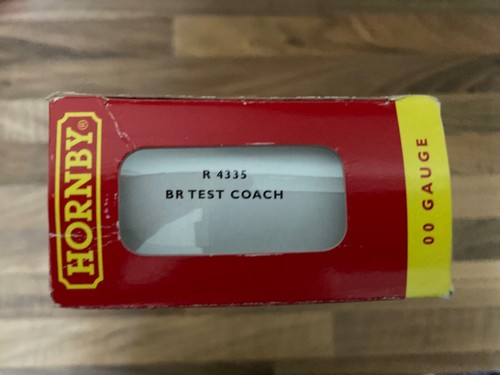 HORNBY®
R 4335
BR TEST COACH
00 GAUGE